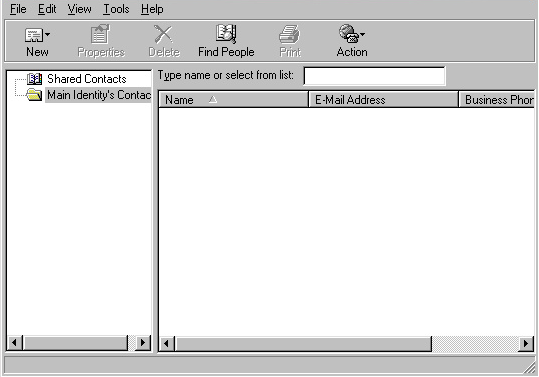 File Edit View Tools Help
New Properties Delete Find People Print Action
Type name or select from list:
Shared Contacts
Main Identity's Contac
Name E-Mail Address Business Phon